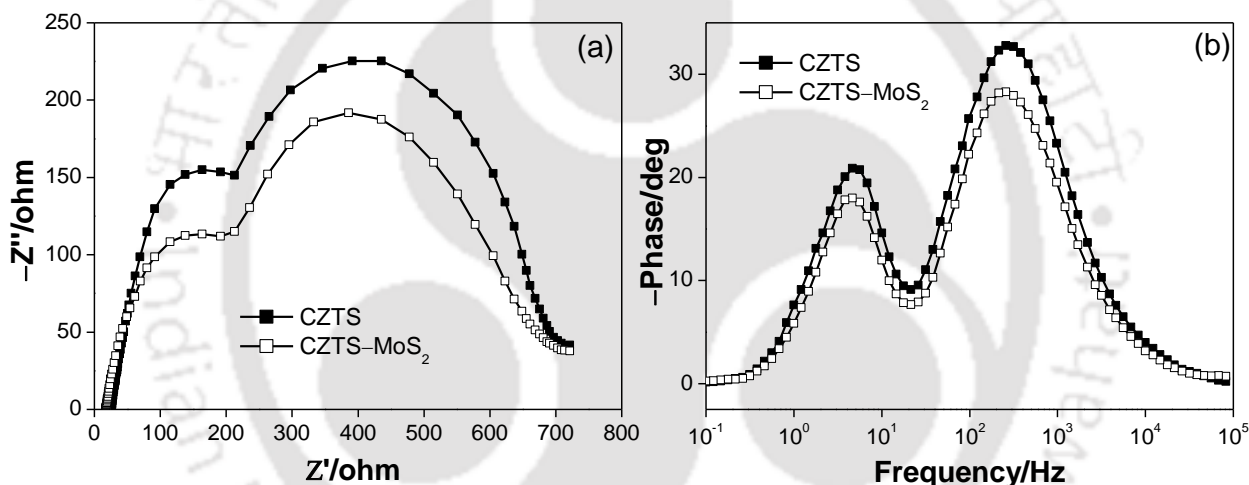 250
200
150
100
50
0
0 100 200 300 400 500 600 700 800
−Z''/ohm
Z'/ohm
(a)
CZTS
CZTS−MoS₂
30
20
10
0
10⁻¹ 10⁰ 10¹ 10² 10³ 10⁴ 10⁵
−Phase/deg
Frequency/Hz
(b)
CZTS
CZTS−MoS₂
Indian